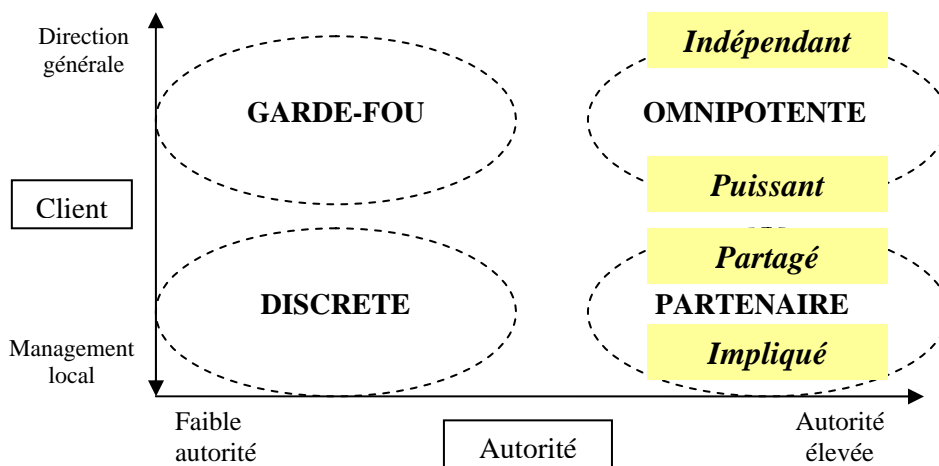 Direction
générale
Indépendant
GARDE-FOU
OMNIPOTENTE
Puissant
Client
Partagé
DISCRETE
PARTENAIRE
Impliqué
Management
local
Faible
autorité
Autorité
Autorité
élevée